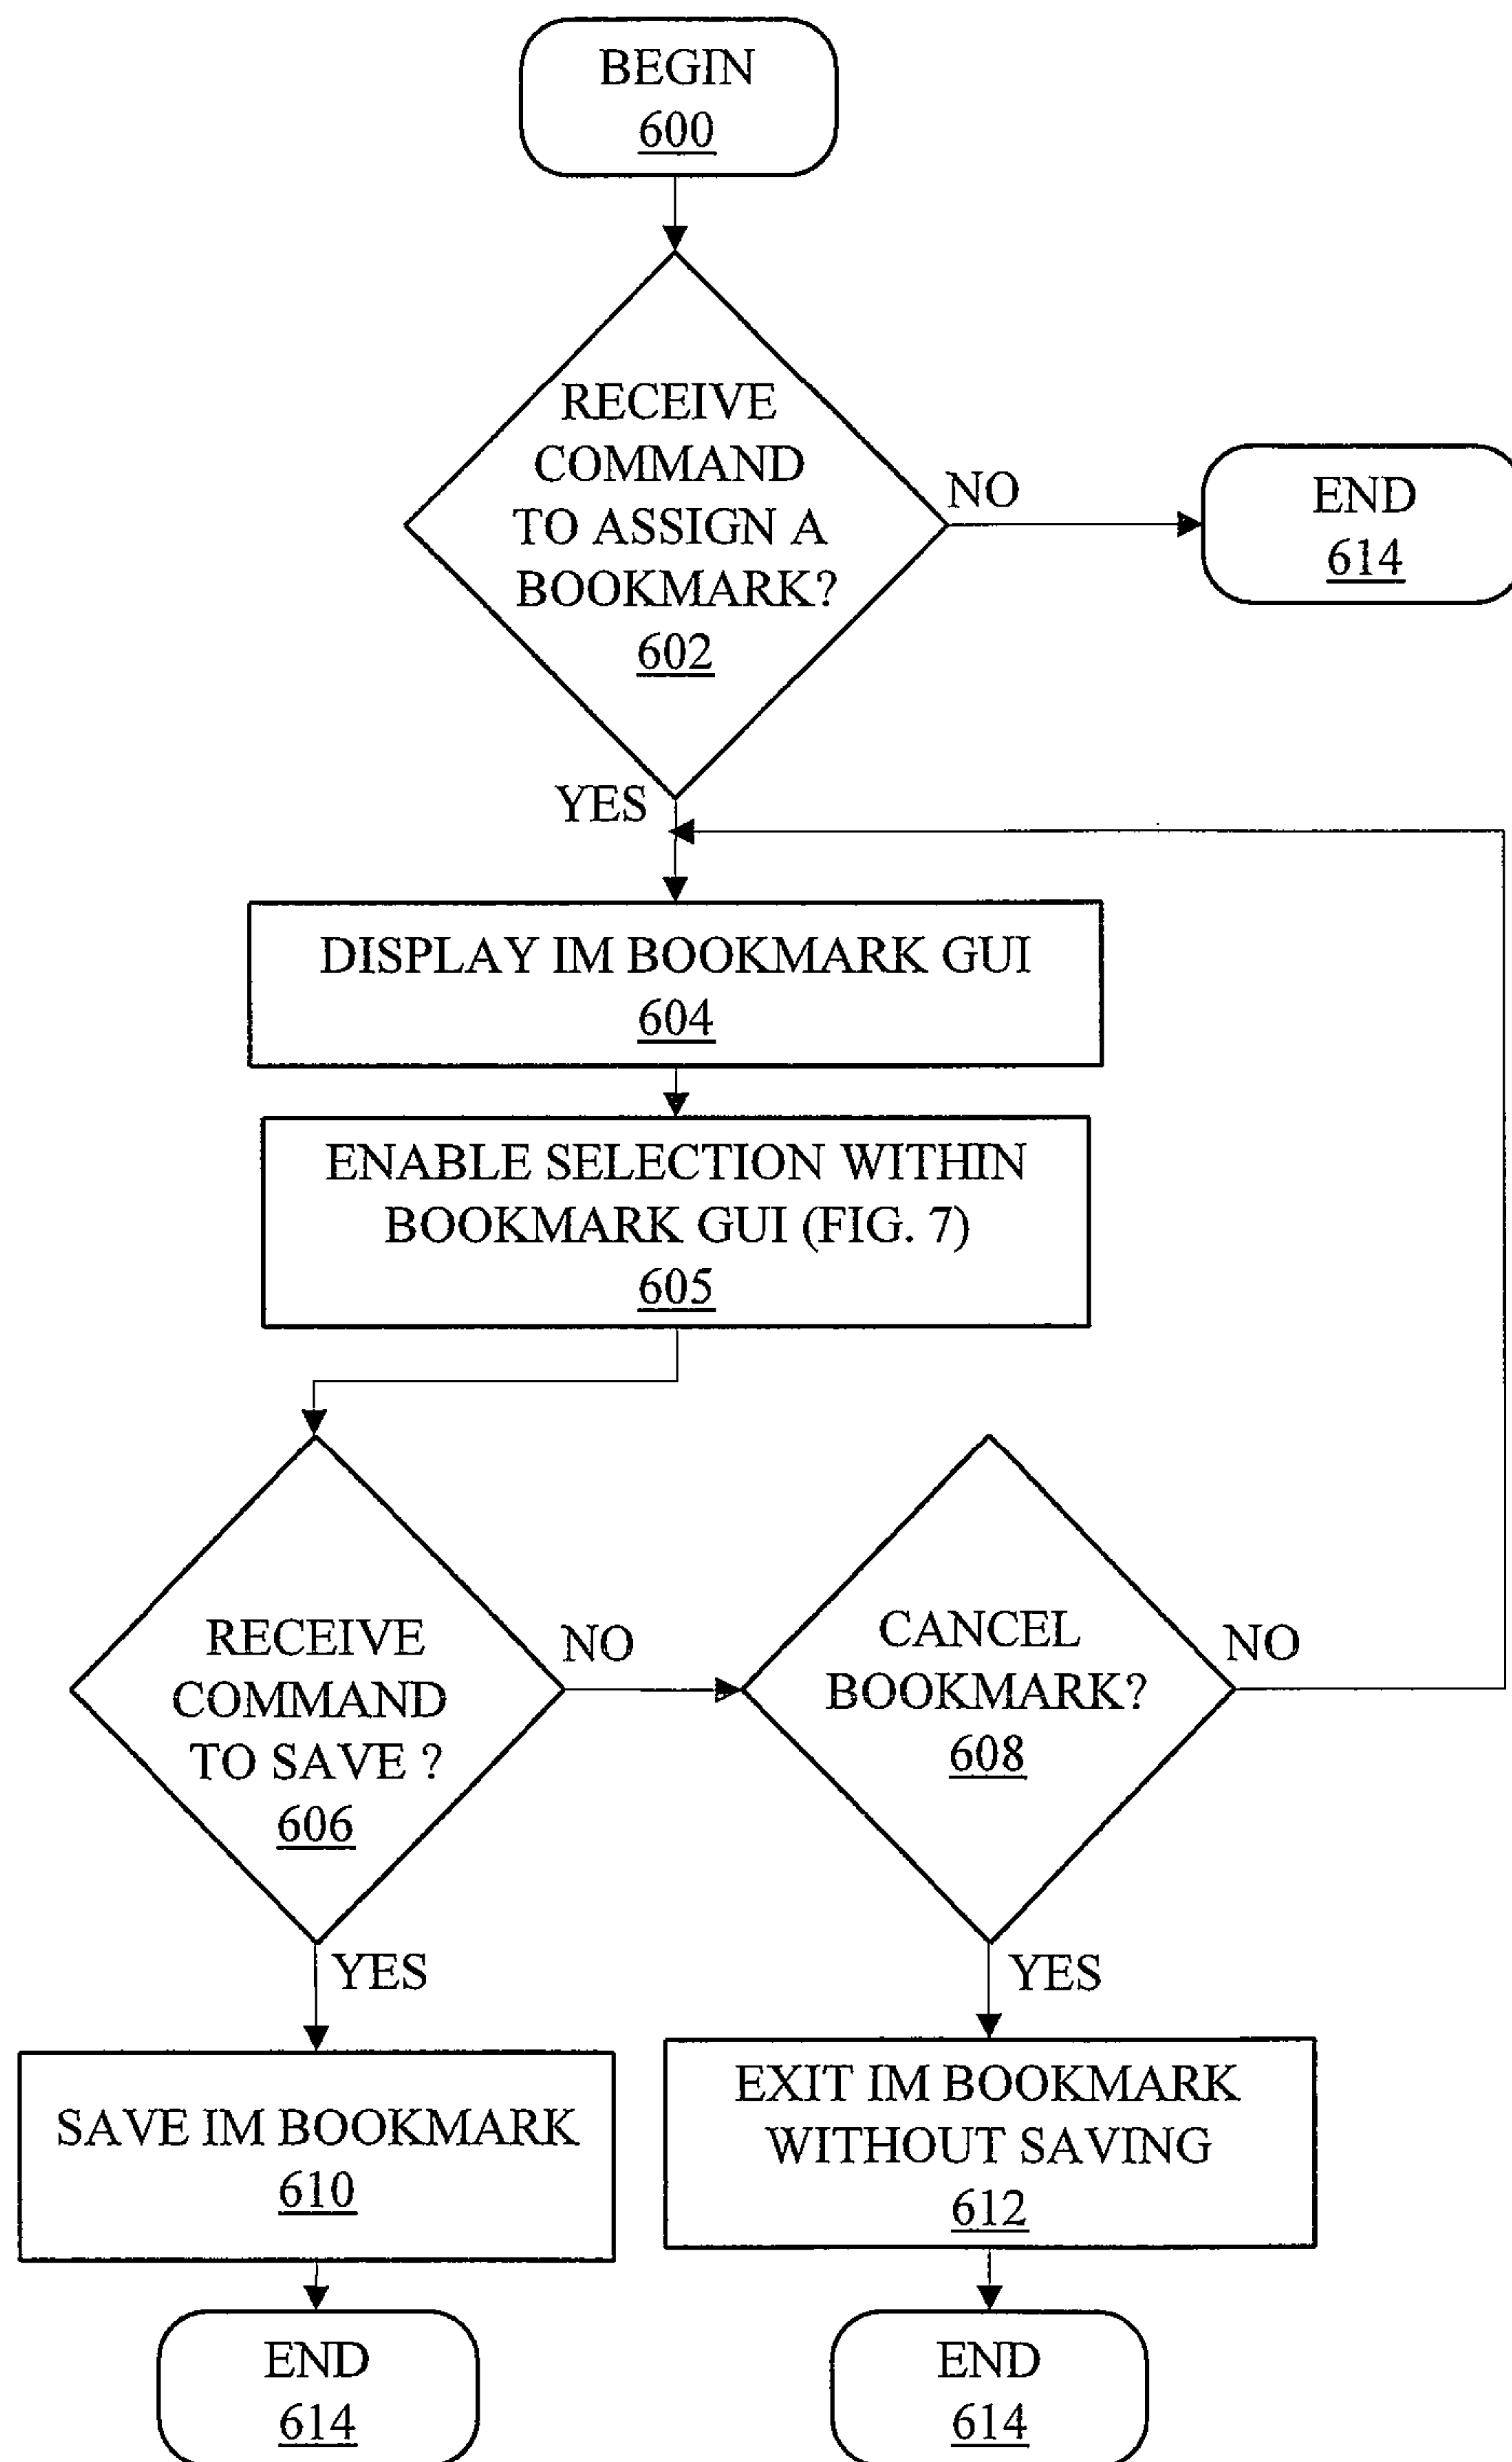 BEGIN
600
RECEIVE
COMMAND
TO ASSIGN A
BOOKMARK?
602
NO
END
614
YES
DISPLAY IM BOOKMARK GUI
604
ENABLE SELECTION WITHIN
BOOKMARK GUI (FIG. 7)
605
RECEIVE
COMMAND
TO SAVE ?
606
NO
CANCEL
BOOKMARK?
608
NO
YES
YES
SAVE IM BOOKMARK
610
EXIT IM BOOKMARK
WITHOUT SAVING
612
END
614
END
614